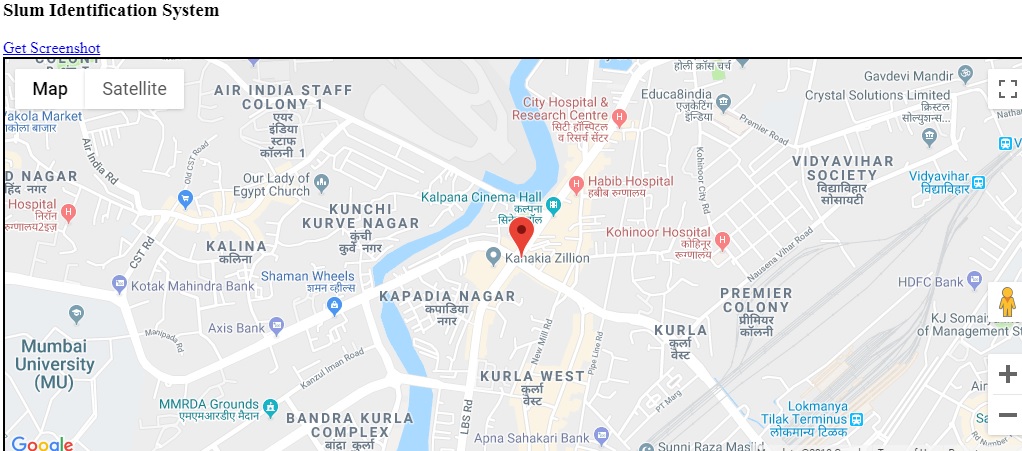 Slum Identification System
Get Screenshot
Map
Satellite
AIR INDIA STAFF
COLONY 1
एयर
इंडिया
स्टाफ
कॉलनी 1
होली क्रॉस चर्च
Gavdevi Mandir
Educa8india
एजुकेटिंग
इन्डिया
Crystal Solutions Limited
क्रिस्टल
सोल्युशन्स...
City Hospital &
Research Centre
सिटी हॉस्पिटल
व रिसर्च सेंटर
akola Market
कोला बाजार
Air India Rd
Old CST Road
Premier Road
Kohinoor City Rd
VIDYAVIHAR
SOCIETY
विद्याविहार
सोसायटी
Vidyavihar
विद्याविहार
D NAGAR
हिंद नगर
Our Lady of
Egypt Church
Habib Hospital
हबीब रुग्णालय
Kalpana Cinema Hall
कल्पना
Hospital
KUNCHI
KURVE NAGAR
कुंची
कुर्वे नगर
Kohinoor Hospital
कोहिनूर
रुग्णालय
Nausena Vihar Road
KALINA
कलिना
CST Rd
Kanakia Zillion
Kotak Mahindra Bank
Shaman Wheels
शमन व्हील्स
KAPADIA NAGAR
कपाडिया
नगर
PREMIER
COLONY
प्रीमियर
कॉलनी
HDFC Bank
Axis Bank
Manipada Rd
New Mill Rd
Pipe Line Rd
KURLA
कुर्ला
वेस्ट
KJ Somaiy
of Management St
Mumbai
University
(MU)
Kanzul Iman Road
KURLA WEST
कुर्ला
वेस्ट
PT Marg
LBS Rd
MMRDA Grounds
एमएमआरडीए मैदान
BANDRA KURLA
COMPLEX
बांद्रा कुर्ला
Lokmanya
Tilak Terminus
लोकमान्य टिळक
Apna Sahakari Bank
Sunni Raza Masjid
Google